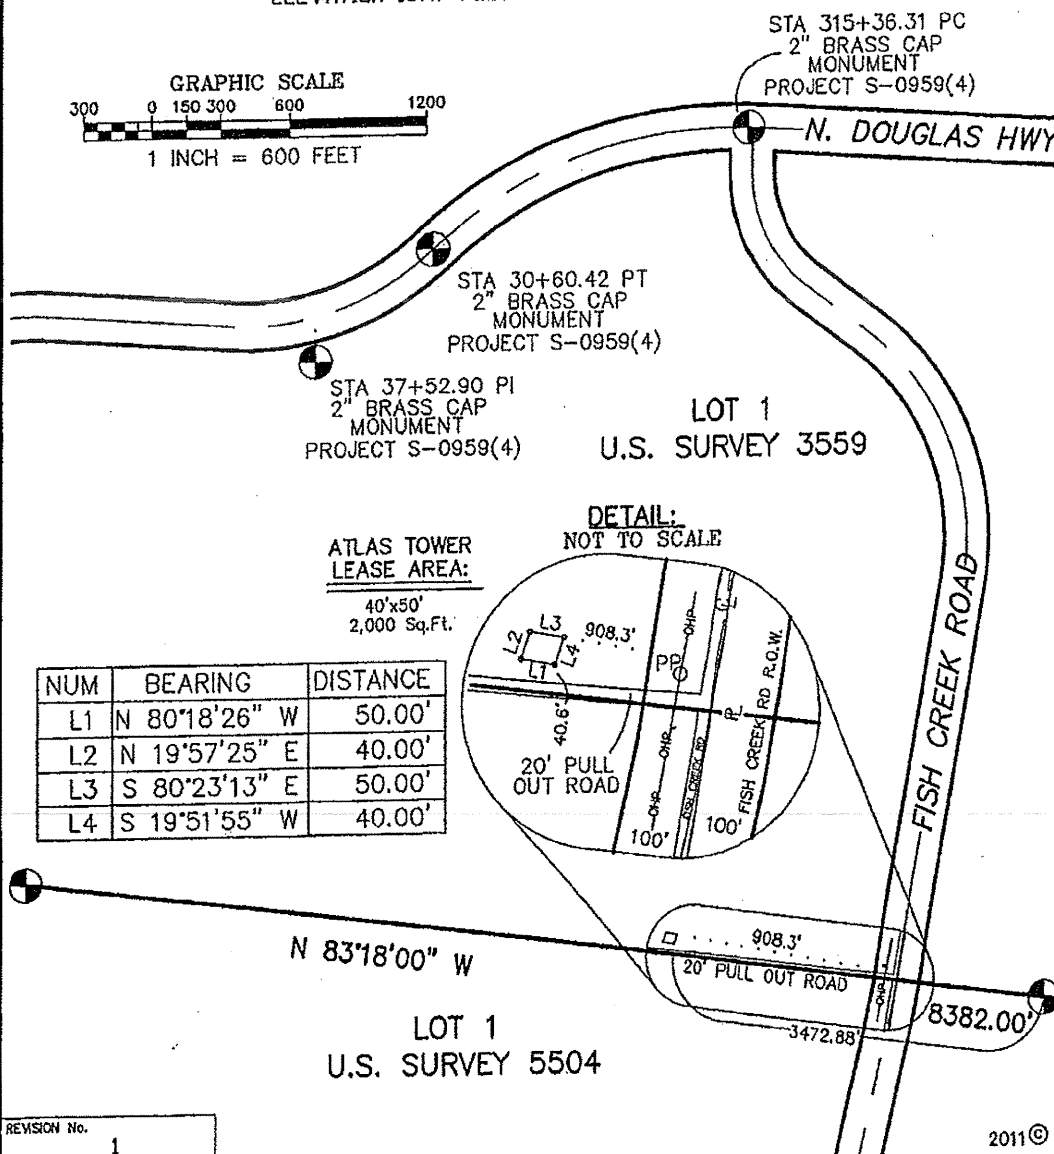 STA 315+36.31 PC
2" BRASS CAP
MONUMENT
PROJECT S-0959(4)
GRAPHIC SCALE
300 0 150 300 600 1200
1 INCH = 600 FEET
N. DOUGLAS HWY
STA 30+60.42 PT
2" BRASS CAP
MONUMENT
PROJECT S-0959(4)
STA 37+52.90 PI
2" BRASS CAP
MONUMENT
PROJECT S-0959(4)
LOT 1
U.S. SURVEY 3559
DETAIL:
NOT TO SCALE
ATLAS TOWER
LEASE AREA:
40'x50'
2,000 Sq.Ft.
L3
L2
L4
L1
908.3'
40.6'
PP
OHP
OHP
OHP
20' PULL
OUT ROAD
100'
100'
FISH CREEK RD
FISH CREEK RD R.O.W.
FISH CREEK ROAD
NUM BEARING DISTANCE
L1 N 80°18'26" W 50.00'
L2 N 19°57'25" E 40.00'
L3 S 80°23'13" E 50.00'
L4 S 19°51'55" W 40.00'
N 83°18'00" W
908.3'
20' PULL OUT ROAD
OHP
8382.00'
3472.88'
LOT 1
U.S. SURVEY 5504
REVISION No.
1
2011©